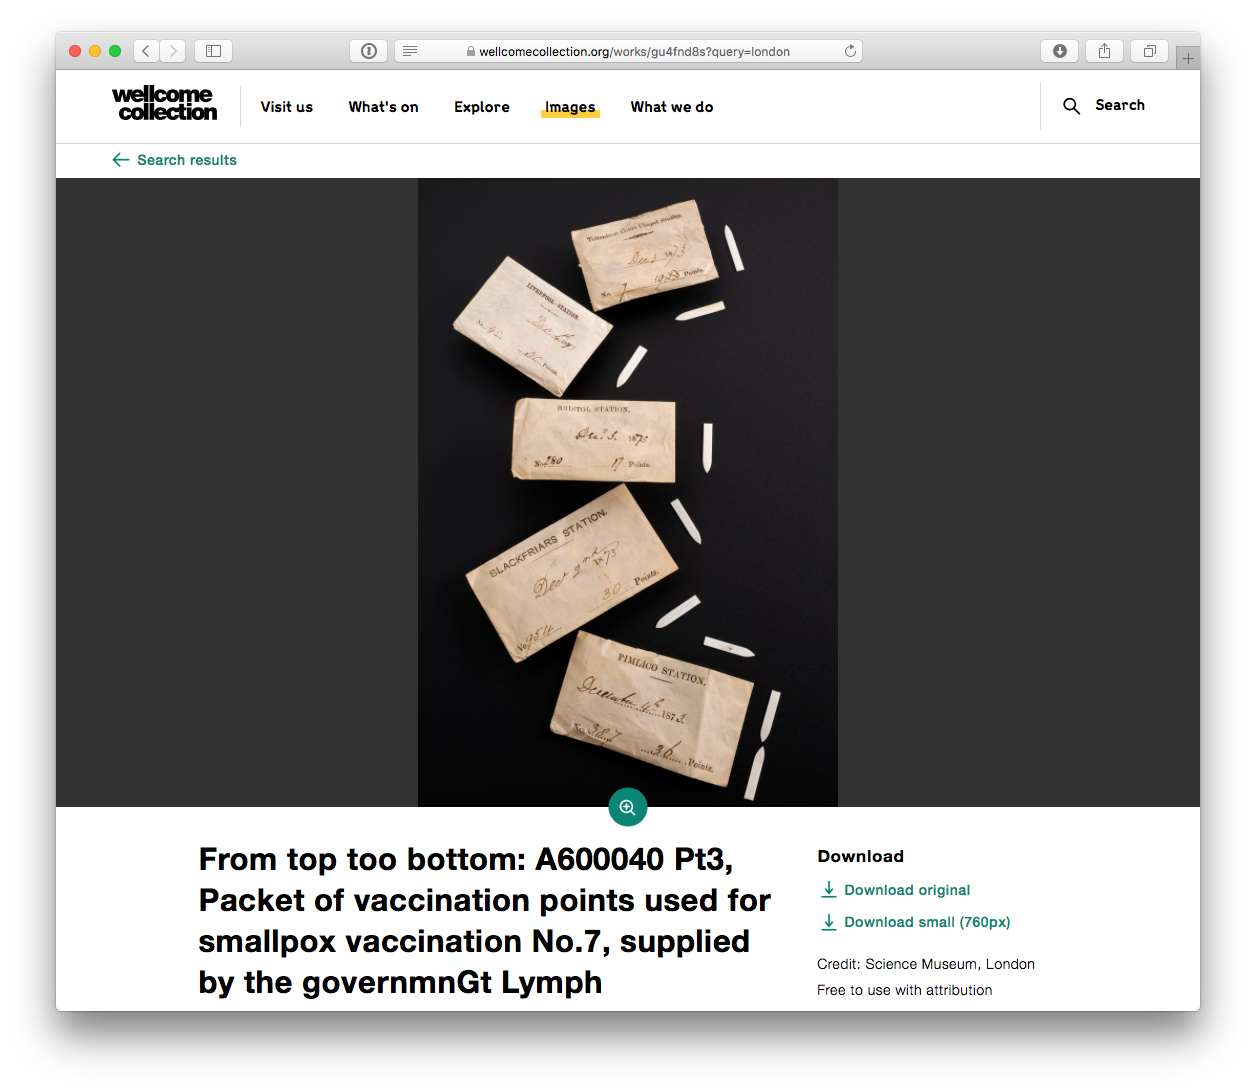 wellcomecollection.org/works/gu4fnd8s?query=london
wellcome
collection
Visit us
What's on
Explore
Images
What we do
Search
Search results
Tottenham Court Chapel Station
Dec 3 1873
No. 7 Points.
LIVERPOOL STATION.
No. Points.
BRISTOL STATION.
Dec. 3. 1873
No. 280 17 Points.
BLACKFRIARS STATION.
Dec 2nd 1873
30 Points.
No. 954
PIMLICO STATION.
December 4th 1873.
No. 387 36 Points.
From top too bottom: A600040 Pt3,
Packet of vaccination points used for
smallpox vaccination No.7, supplied
by the governmnGt Lymph
Download
Download original
Download small (760px)
Credit: Science Museum, London
Free to use with attribution